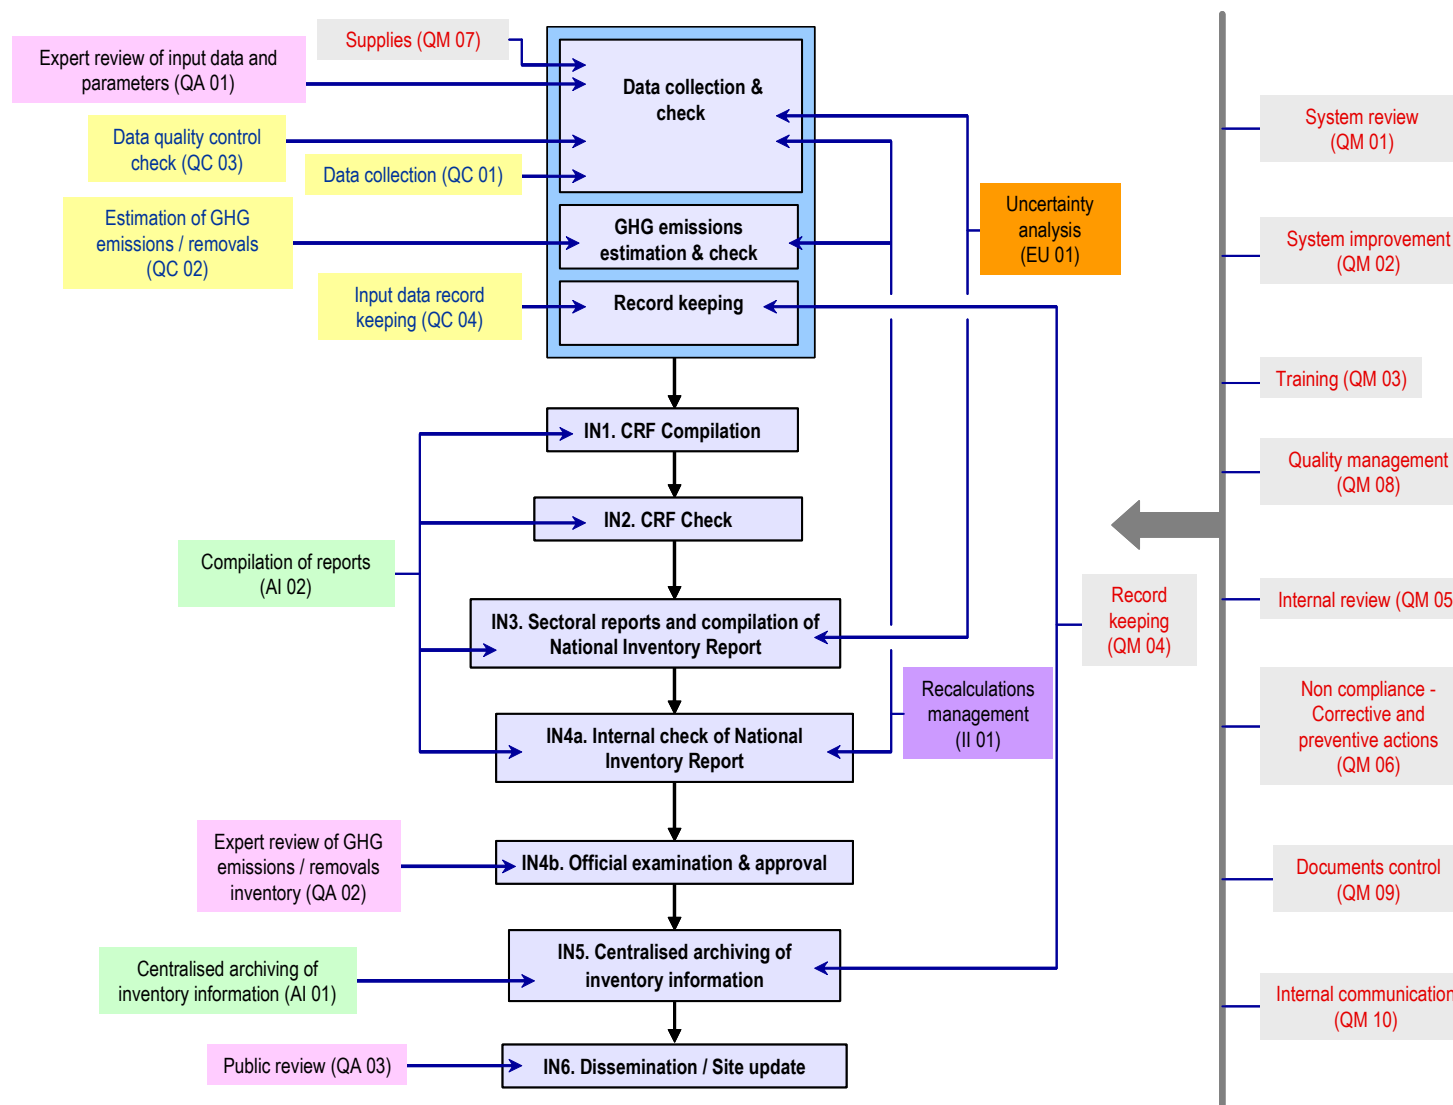 Supplies (QM 07)
Expert review of input data and
parameters (QA 01)
Data collection &
check
Data quality control
check (QC 03)
Data collection (QC 01)
Estimation of GHG
emissions / removals
(QC 02)
GHG emissions
estimation & check
Input data record
keeping (QC 04)
Record keeping
Uncertainty
analysis
(EU 01)
IN1. CRF Compilation
IN2. CRF Check
Compilation of reports
(AI 02)
IN3. Sectoral reports and compilation of
National Inventory Report
Recalculations
management
(II 01)
IN4a. Internal check of National
Inventory Report
Expert review of GHG
emissions / removals
inventory (QA 02)
IN4b. Official examination & approval
Centralised archiving of
inventory information (AI 01)
IN5. Centralised archiving of
inventory information
Public review (QA 03)
IN6. Dissemination / Site update
Record
keeping
(QM 04)
System review
(QM 01)
System improvement
(QM 02)
Training (QM 03)
Quality management
(QM 08)
Internal review (QM 05
Non compliance -
Corrective and
preventive actions
(QM 06)
Documents control
(QM 09)
Internal communication
(QM 10)